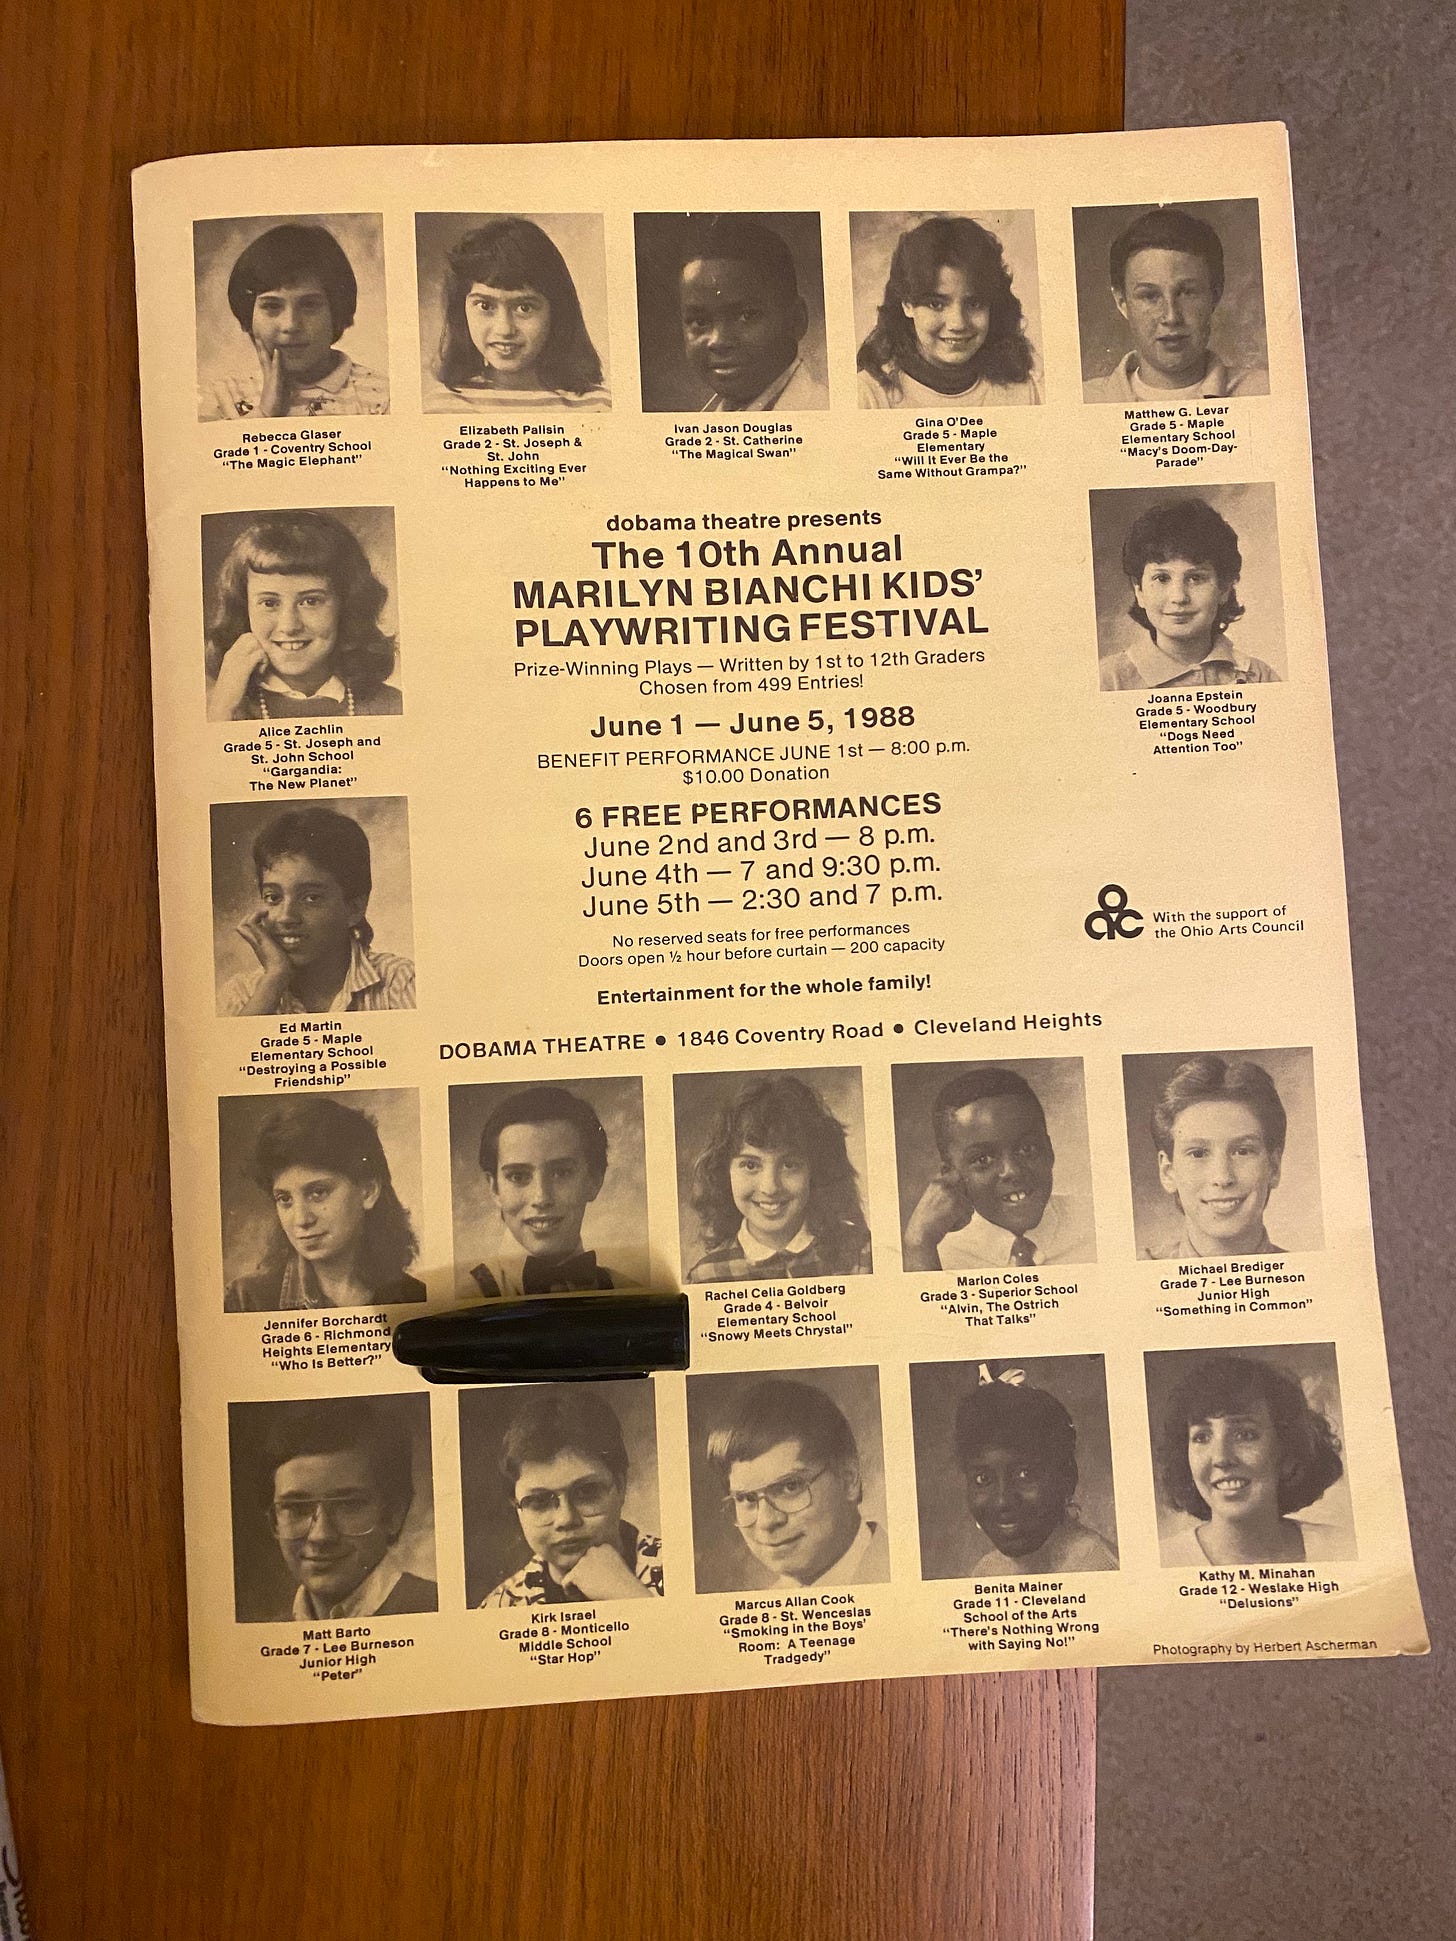 Rebecca Glaser
Grade 1 - Coventry School
"The Magic Elephant"
Elizabeth Palisin
Grade 2 - St. Joseph &
St. John
"Nothing Exciting Ever
Happens to Me"
Ivan Jason Douglas
Grade 2 - St. Catherine
"The Magical Swan"
Gina O'Dee
Grade 5 - Maple
Elementary
"Will It Ever Be the
Same Without Grampa?"
Matthew G. Levar
Grade 5 - Maple
Elementary School
"Macy's Doom-Day-
Parade"
dobama theatre presents
The 10th Annual
MARILYN BIANCHI KIDS'
PLAYWRITING FESTIVAL
Prize-Winning Plays — Written by 1st to 12th Graders
Chosen from 499 Entries!
June 1 — June 5, 1988
BENEFIT PERFORMANCE JUNE 1st — 8:00 p.m.
$10.00 Donation
6 FREE PERFORMANCES
June 2nd and 3rd — 8 p.m.
June 4th — 7 and 9:30 p.m.
June 5th — 2:30 and 7 p.m.
No reserved seats for free performances
Doors open ½ hour before curtain — 200 capacity
Entertainment for the whole family!
DOBAMA THEATRE • 1846 Coventry Road • Cleveland Heights
Alice Zachlin
Grade 5 - St. Joseph and
St. John School
"Gargandia:
The New Planet"
Joanna Epstein
Grade 5 - Woodbury
Elementary School
"Dogs Need
Attention Too"
oac
With the support of
the Ohio Arts Council
Ed Martin
Grade 5 - Maple
Elementary School
"Destroying a Possible
Friendship"
Jennifer Borchardt
Grade 6 - Richmond
Heights Elementary
"Who Is Better?"
Rachel Celia Goldberg
Grade 4 - Belvoir
Elementary School
"Snowy Meets Chrystal"
Marlon Coles
Grade 3 - Superior School
"Alvin, The Ostrich
That Talks"
Michael Brediger
Grade 7 - Lee Burneson
Junior High
"Something in Common"
Matt Barto
Grade 7 - Lee Burneson
Junior High
"Peter"
Kirk Israel
Grade 8 - Monticello
Middle School
"Star Hop"
Marcus Allan Cook
Grade 8 - St. Wenceslas
"Smoking in the Boys'
Room: A Teenage
Tradgedy"
Benita Mainer
Grade 11 - Cleveland
School of the Arts
"There's Nothing Wrong
with Saying No!"
Kathy M. Minahan
Grade 12 - Weslake High
"Delusions"
Photography by Herbert Ascherman